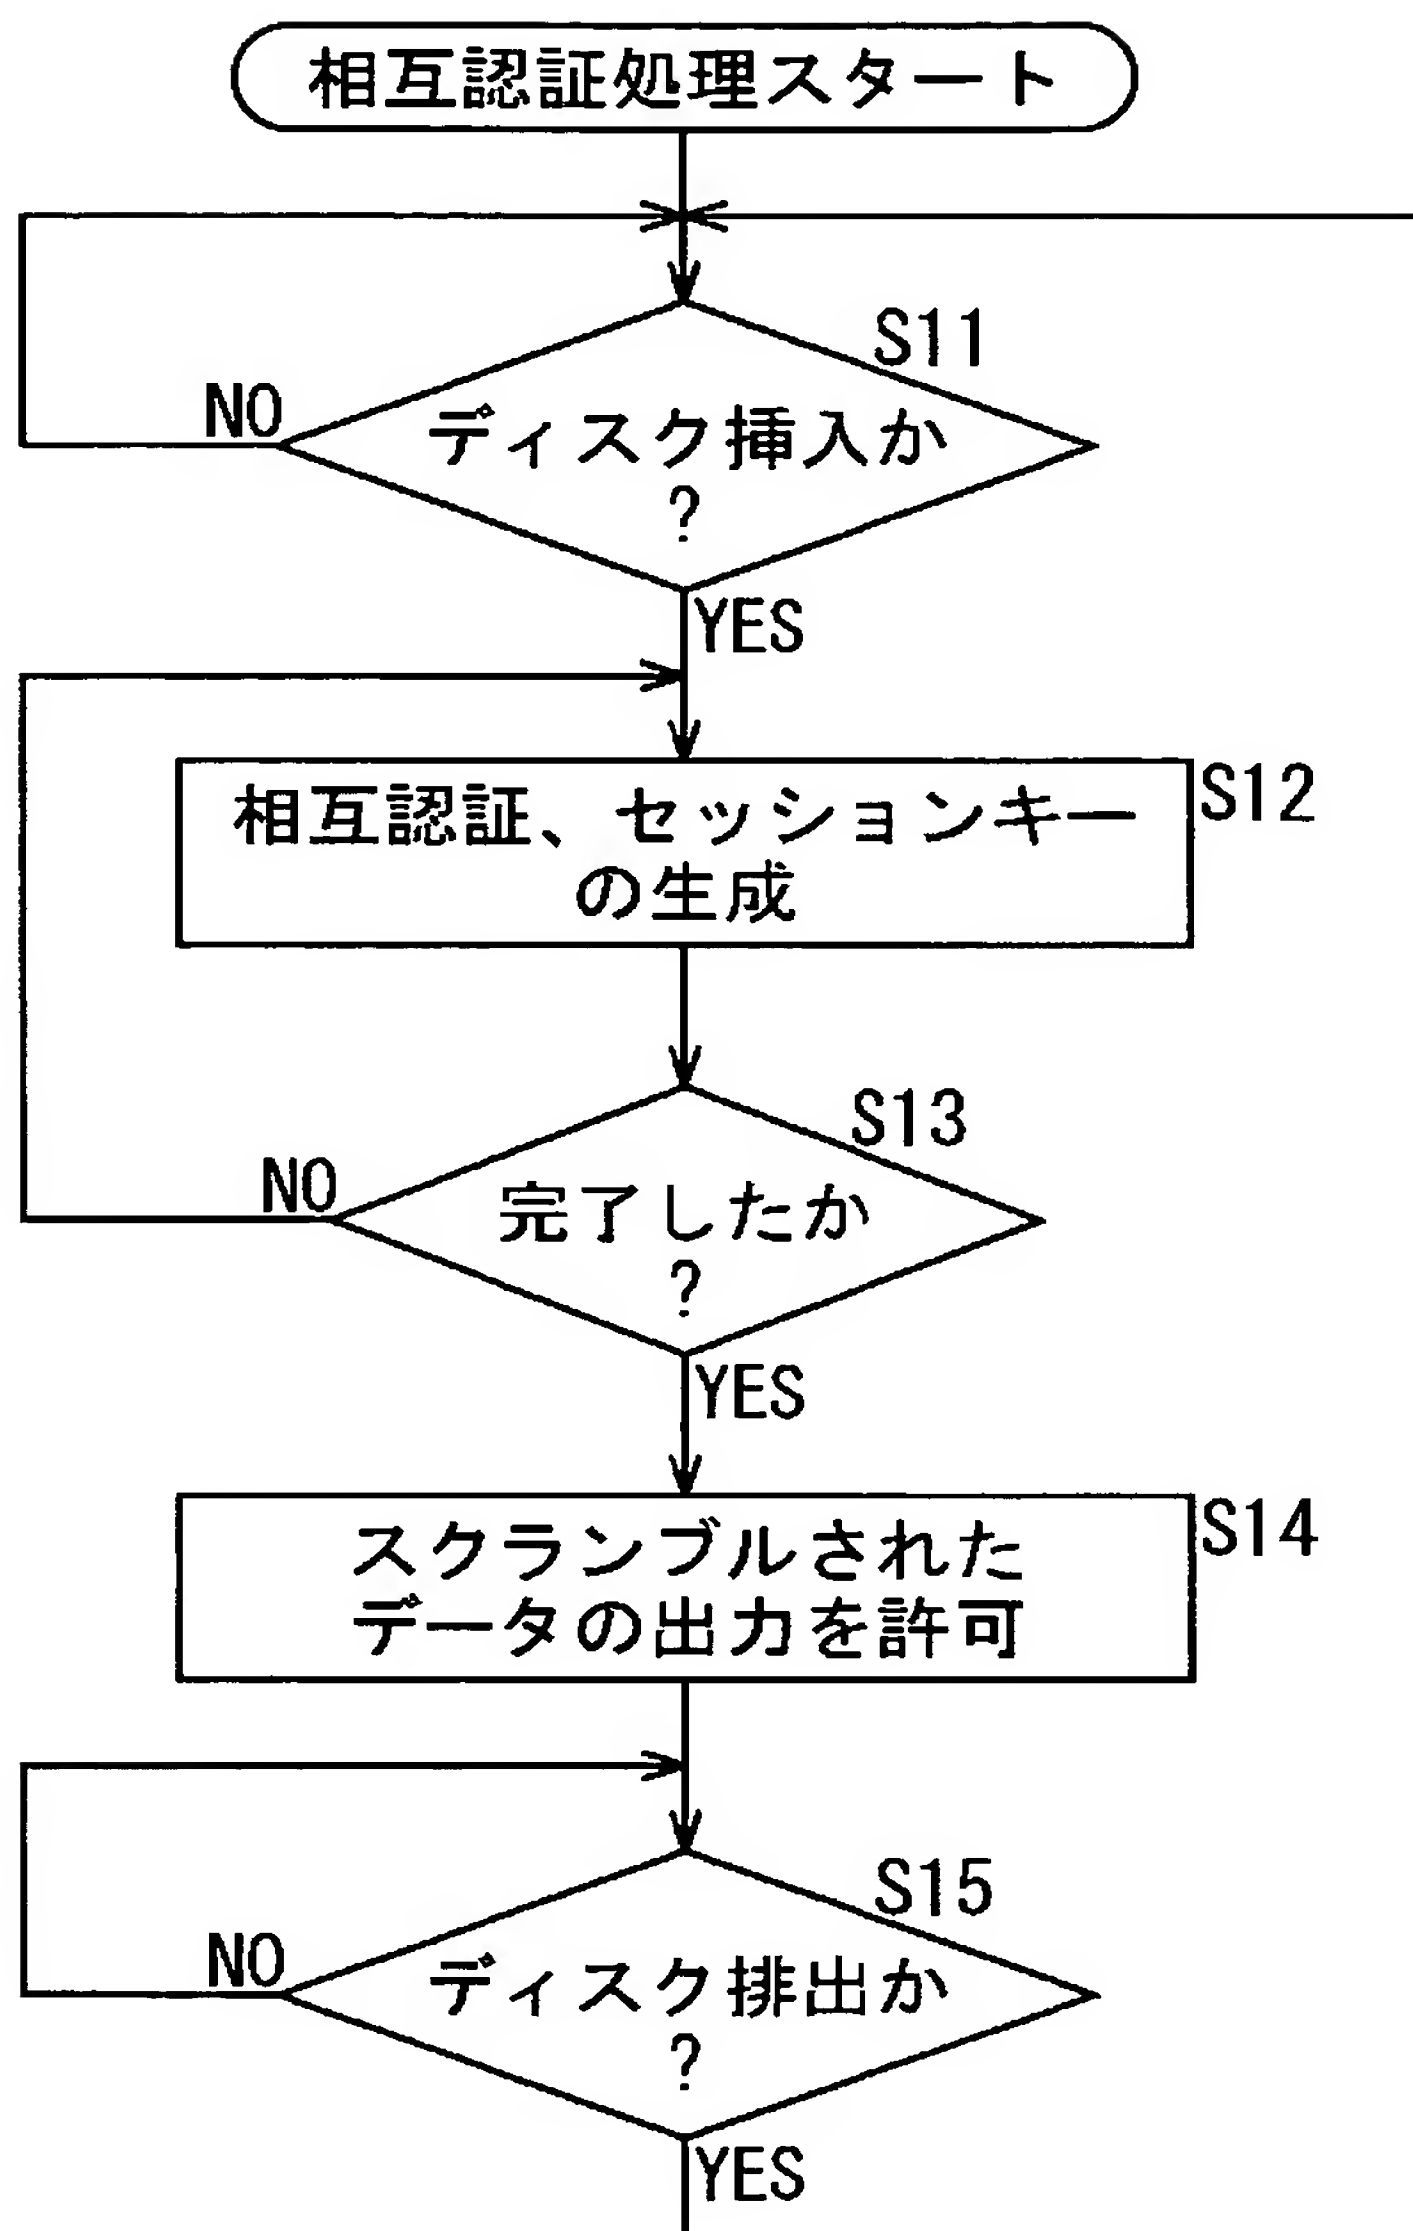 相互認証処理スタート
S11
NO
ディスク挿入か
?
YES
S12
相互認証、セッションキー
の生成
S13
NO
完了したか
?
YES
S14
スクランブルされた
データの出力を許可
S15
NO
ディスク排出か
?
YES